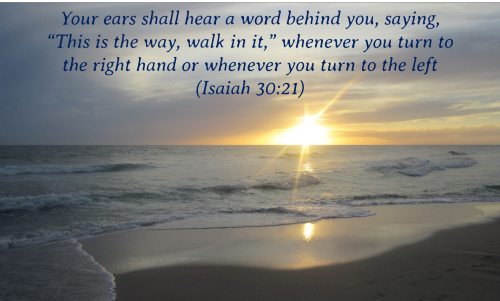 Your ears shall hear a word behind you, saying,
“This is the way, walk in it,” whenever you turn to
the right hand or whenever you turn to the left
(Isaiah 30:21)